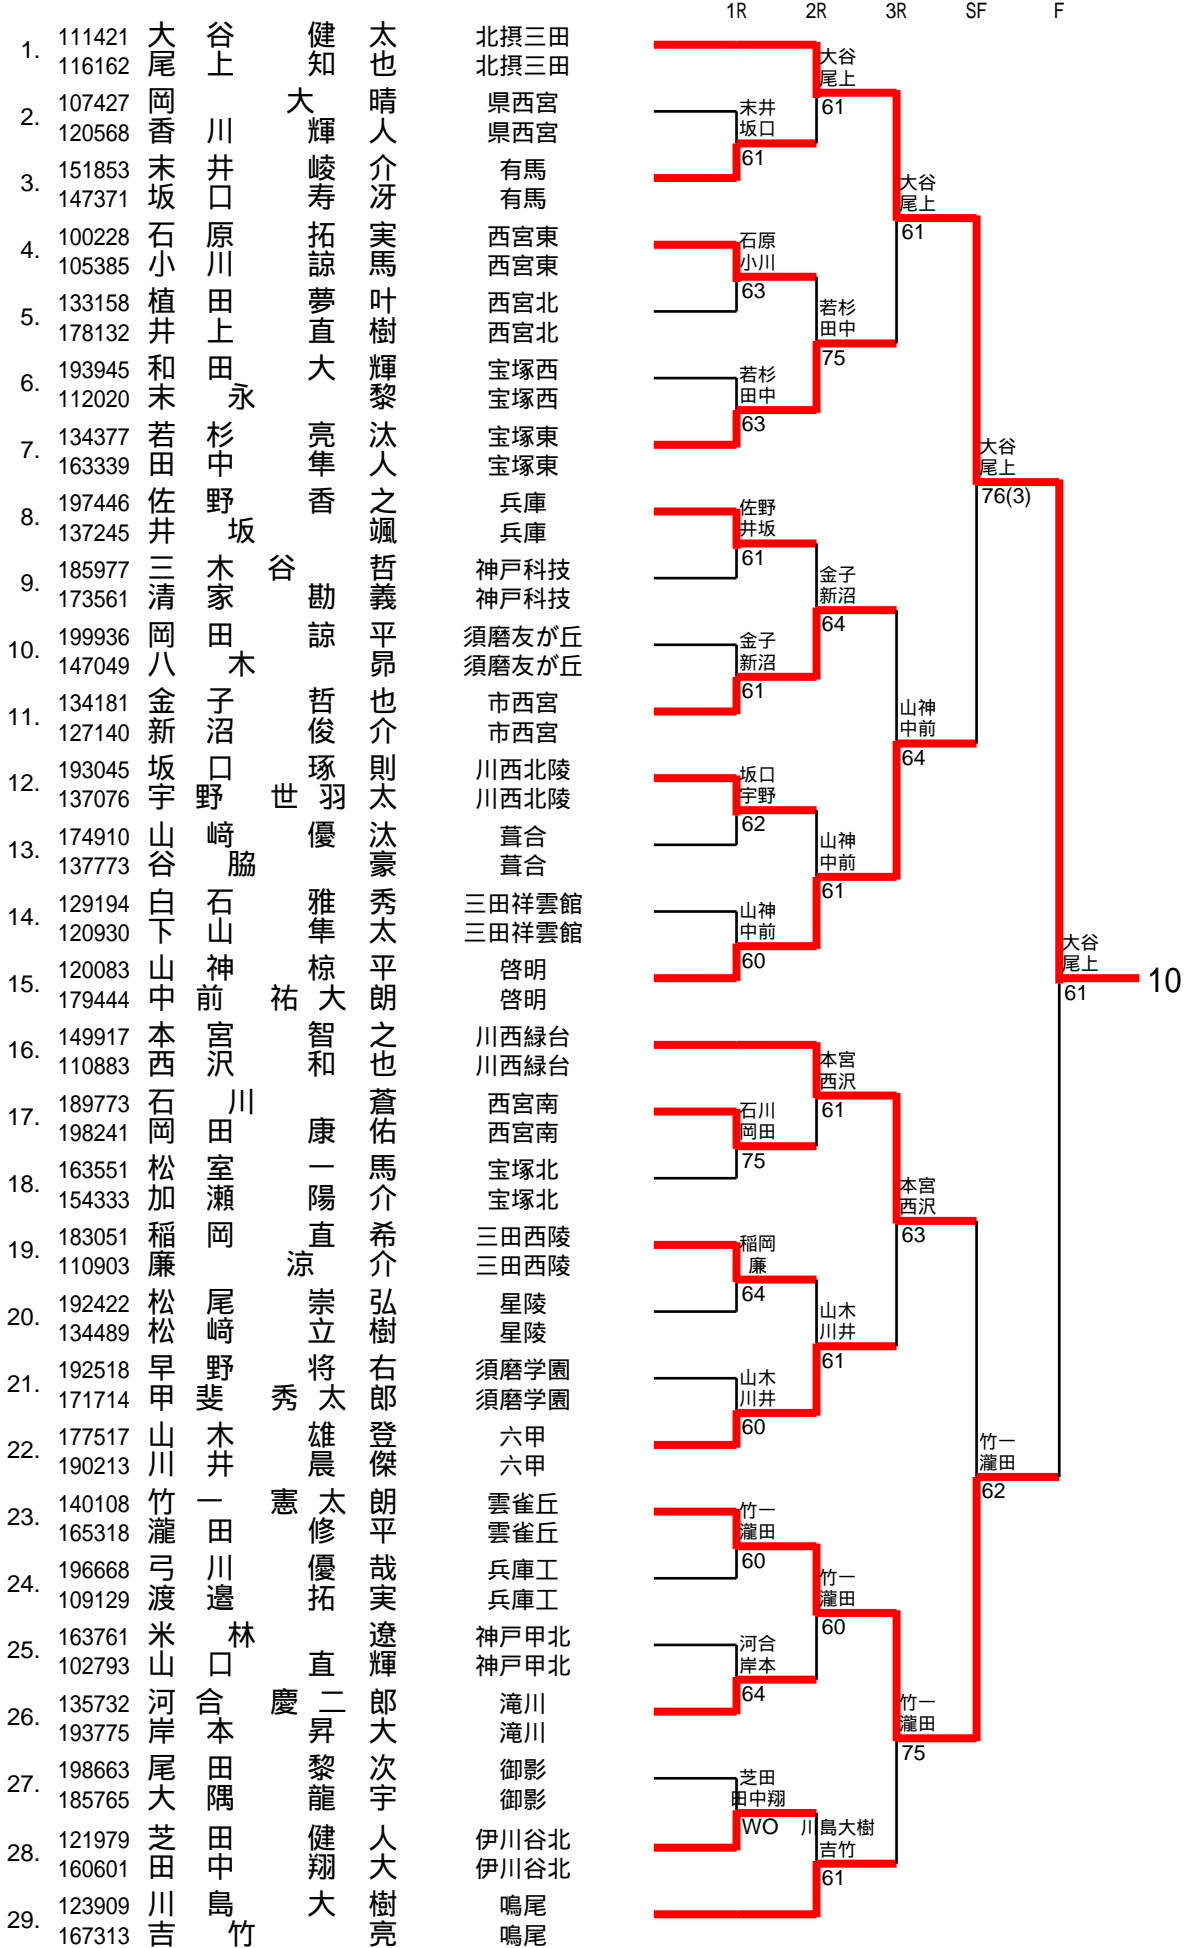 1R 2R 3R SF F
1. 111421 大谷 健太 北摂三田
116162 尾上 知也 北摂三田
2. 107427 岡 大晴 県西宮
120568 香川 輝人 県西宮
3. 151853 末井 崚介 有馬
147371 坂口 寿冴 有馬
4. 100228 石原 拓実 西宮東
105385 小川 諒馬 西宮東
5. 133158 植田 夢叶 西宮北
178132 井上 直樹 西宮北
6. 193945 和田 大輝 宝塚西
112020 末永 黎 宝塚西
7. 134377 若杉 亮汰 宝塚東
163339 田中 隼人 宝塚東
8. 197446 佐野 香之 兵庫
137245 井坂 颯 兵庫
9. 185977 三木谷 哲 神戸科技
173561 清家 勘義 神戸科技
10. 199936 岡田 諒平 須磨友が丘
147049 八木 昴 須磨友が丘
11. 134181 金子 哲也 市西宮
127140 新沼 俊介 市西宮
12. 193045 坂口 琢則 川西北陵
137076 宇野 世羽太 川西北陵
13. 174910 山﨑 優汰 葺合
137773 谷脇 豪 葺合
14. 129194 白石 雅秀 三田祥雲館
120930 下山 隼太 三田祥雲館
15. 120083 山神 椋平 啓明
179444 中前 祐大朗 啓明
16. 149917 本宮 智之 川西緑台
110883 西沢 和也 川西緑台
17. 189773 石川 蒼 西宮南
198241 岡田 康佑 西宮南
18. 163551 松室 一馬 宝塚北
154333 加瀬 陽介 宝塚北
19. 183051 稲岡 直希 三田西陵
110903 廉 涼介 三田西陵
20. 192422 松尾 崇弘 星陵
134489 松﨑 立樹 星陵
21. 192518 早野 将右 須磨学園
171714 甲斐 秀太郎 須磨学園
22. 177517 山木 雄登 六甲
190213 川井 晨傑 六甲
23. 140108 竹一 憲太朗 雲雀丘
165318 瀧田 修平 雲雀丘
24. 196668 弓川 優哉 兵庫工
109129 渡邉 拓実 兵庫工
25. 163761 米林 遼 神戸甲北
102793 山口 直輝 神戸甲北
26. 135732 河合 慶二郎 滝川
193775 岸本 昇大 滝川
27. 198663 尾田 黎次 御影
185765 大隅 龍宇 御影
28. 121979 芝田 健人 伊川谷北
160601 田中 翔大 伊川谷北
29. 123909 川島 大樹 鳴尾
167313 吉竹 亮 鳴尾
末井
坂口
61
石原
小川
63
若杉
田中
63
佐野
井坂
61
金子
新沼
61
坂口
宇野
62
山神
中前
60
石川
岡田
75
稲岡
廉
64
山木
川井
60
竹一
瀧田
60
河合
岸本
64
芝田
田中翔
WO
大谷
尾上
61
若杉
田中
75
金子
新沼
64
山神
中前
61
本宮
西沢
61
山木
川井
61
竹一
瀧田
60
川島大樹
吉竹
61
大谷
尾上
61
山神
中前
64
本宮
西沢
63
竹一
瀧田
75
大谷
尾上
76(3)
竹一
瀧田
62
大谷
尾上
61
10